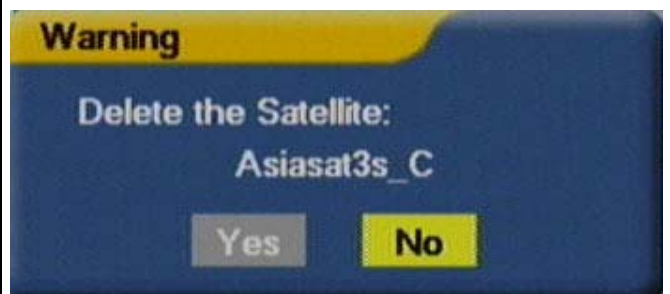 Warning
Delete the Satellite:
Asiasat3s_C
Yes No